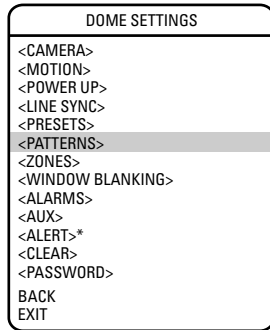 DOME SETTINGS
<CAMERA>
<MOTION>
<POWER UP>
<LINE SYNC>
<PRESETS>
<PATTERNS>
<ZONES>
<WINDOW BLANKING>
<ALARMS>
<AUX>
<ALERT>*
<CLEAR>
<PASSWORD>
BACK
EXIT